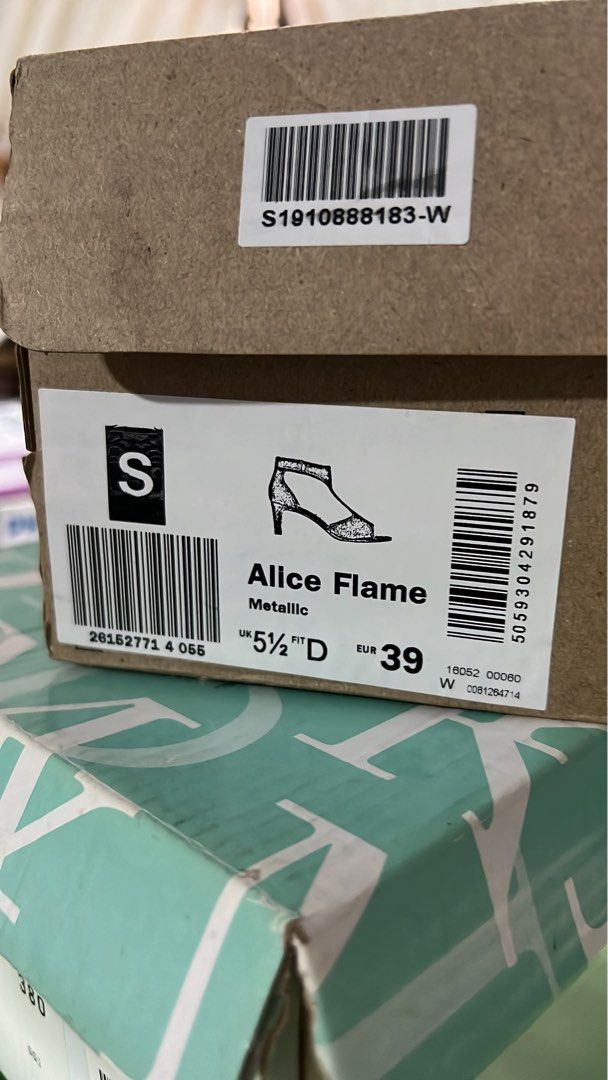 S1910888183-W
S
Alice Flame
Metallic
26152771 4 055
UK 5½ FIT D
EUR 39
5059304291879
16052 00060
W 0061264714
380